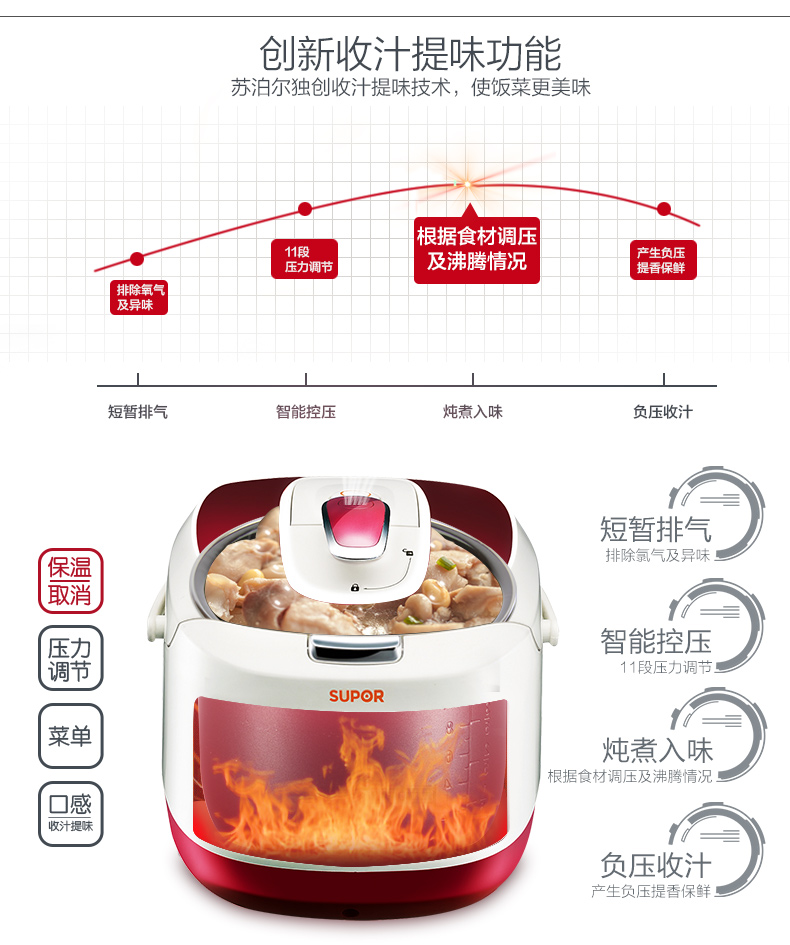 创新收汁提味功能
苏泊尔独创收汁提味技术，使饭菜更美味
根据食材调压
及沸腾情况
11段
压力调节
产生负压
提香保鲜
排除氧气
及异味
短暂排气
智能控压
炖煮入味
负压收汁
保温
取消
压力
调节
菜单
口感
收汁提味
SUPOR
8
短暂排气
排除氯气及异味
智能控压
11段压力调节
炖煮入味
根据食材调压及沸腾情况
负压收汁
产生负压提香保鲜